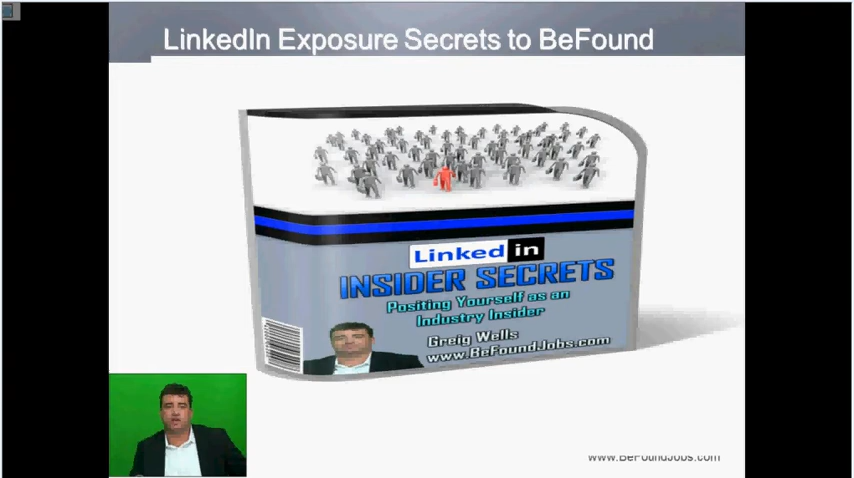 LinkedIn Exposure Secrets to BeFound
Linked in
INSIDER SECRETS
Positing Yourself as an
Industry Insider
Greig Wells
www.BeFoundJobs.com
www.BeFoundJobs.com